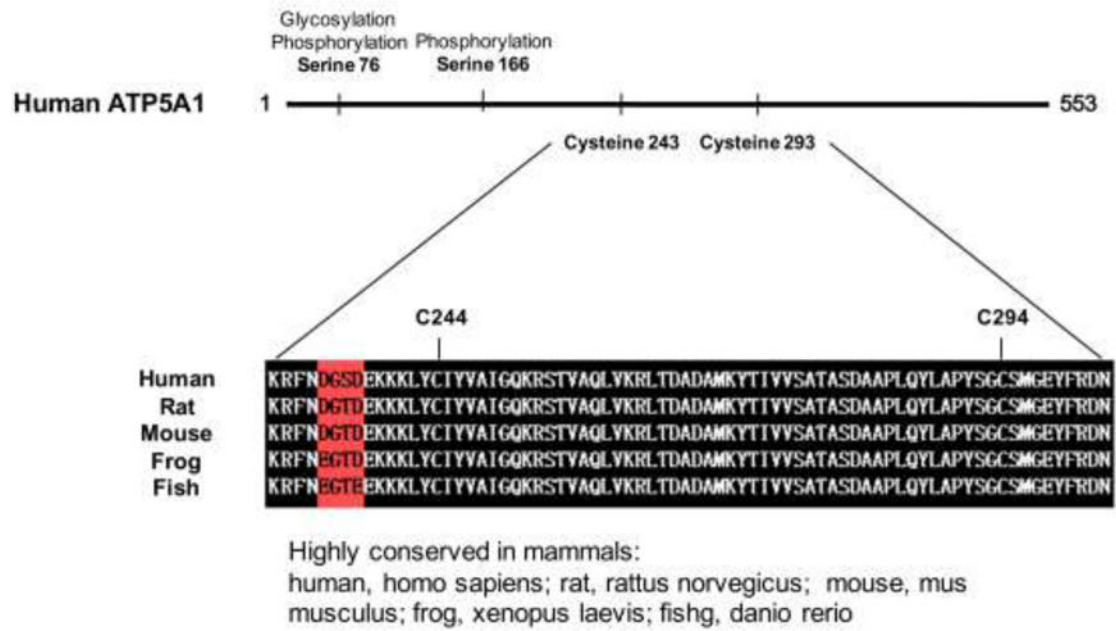 Glycosylation
Phosphorylation Phosphorylation
Serine 76 Serine 166
Human ATP5A1 1 553
Cysteine 243 Cysteine 293
C244 C294
Human KRFNDGSDEKKKLYCIYVAIGQKRSTVAQLVKRLTDADAMKYTIVVSATASDAAPLQYLAPYSGCSMGEYFRDN
Rat KRFNDGTDEKKKLYCIYVAIGQKRSTVAQLVKRLTDADAMKYTIVVSATASDAAPLQYLAPYSGCSMGEYFRDN
Mouse KRFNDGTDEKKKLYCIYVAIGQKRSTVAQLVKRLTDADAMKYTIVVSATASDAAPLQYLAPYSGCSMGEYFRDN
Frog KRFNEGTDEKKKLYCIYVAIGQKRSTVAQLVKRLTDADAMKYTIVVSATASDAAPLQYLAPYSGCSMGEYFRDN
Fish KRFNEGTEEKKKLYCIYVAIGQKRSTVAQLVKRLTDADAMKYTIVVSATASDAAPLQYLAPYSGCSMGEYFRDN
Highly conserved in mammals:
human, homo sapiens; rat, rattus norvegicus; mouse, mus
musculus; frog, xenopus laevis; fishg, danio rerio